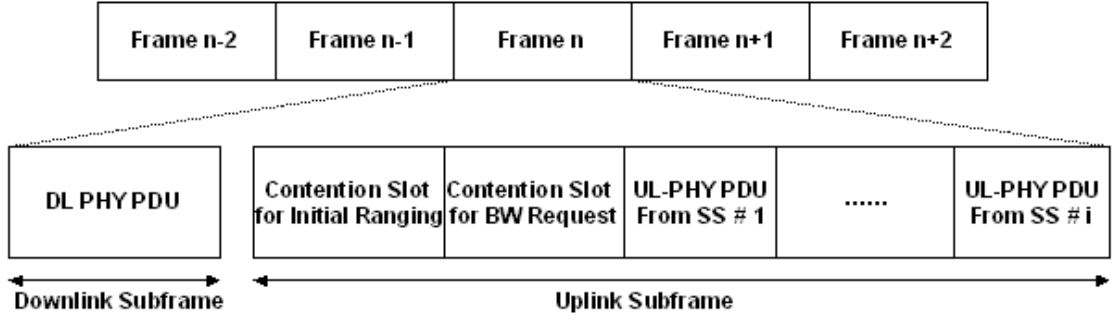 Frame n-2
Frame n-1
Frame n
Frame n+1
Frame n+2
DL PHY PDU
Contention Slot
for Initial Ranging
Contention Slot
for BW Request
UL-PHY PDU
From SS # 1
......
UL-PHY PDU
From SS # i
Downlink Subframe
Uplink Subframe